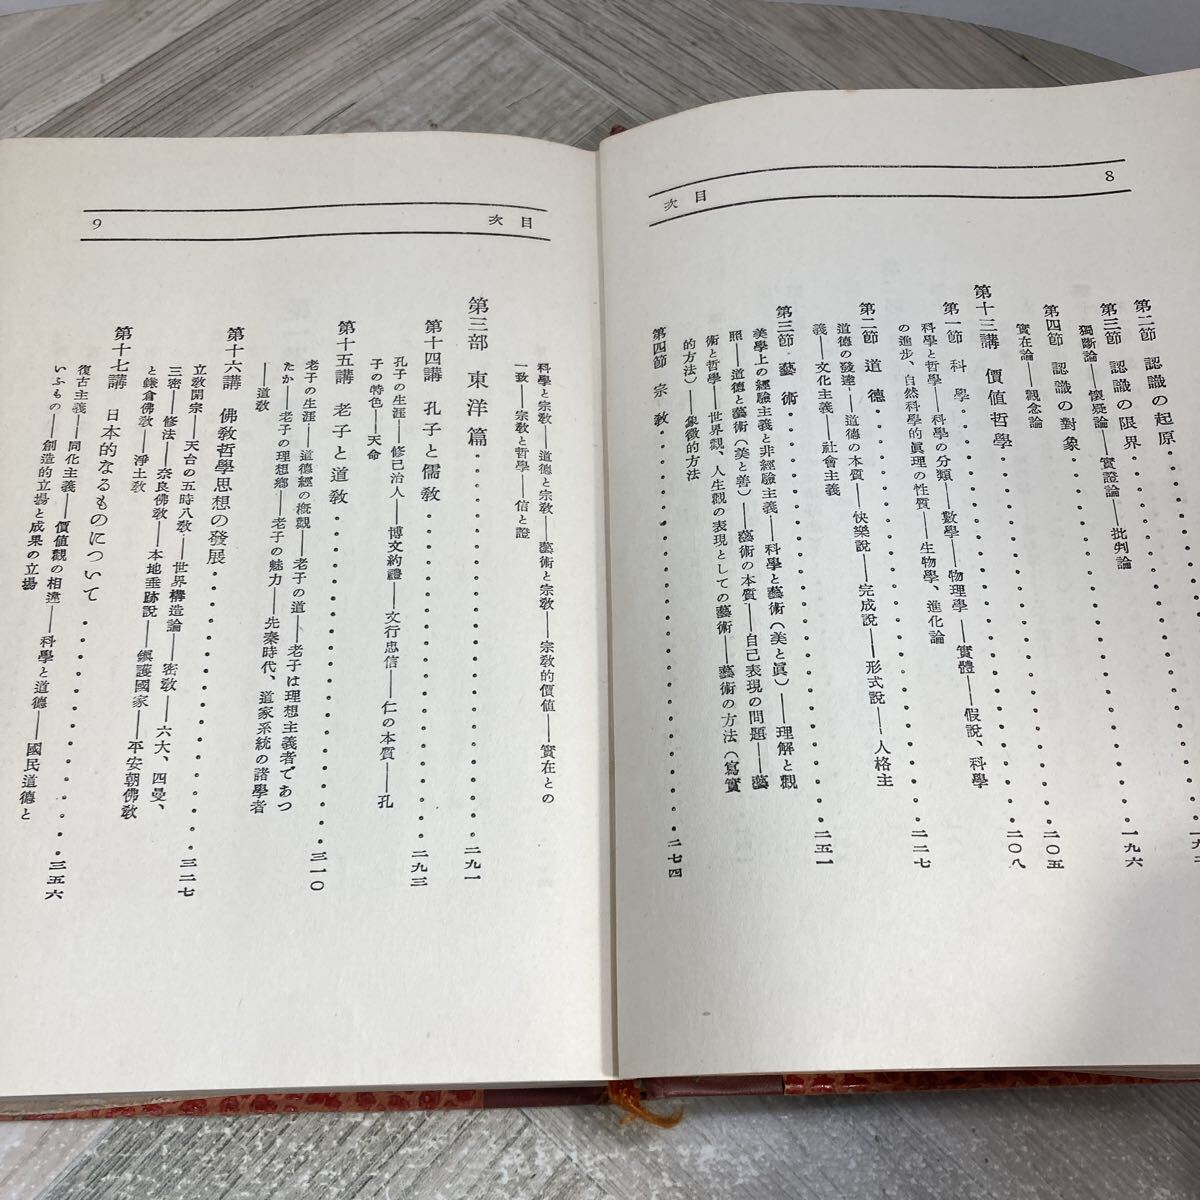 8
次目
第二節 認識の起原
第三節 認識の限界・・・・・・一九六
獨斷論——懷疑論——實證論——批判論
第四節 認識の對象・・・・・・二〇五
實在論——觀念論
第十三講 價値哲學・・・・・・二〇八
第一節 科學・・・・・・二二七
科學と哲學——科學の分類——數學——物理學——實體——假說、科學
の進步、自然科學的眞理の性質——生物學、進化論
第二節 道德・・・・・・
道德の發達——道德の本質——快樂說——完成說——形式說——人格主
義——文化主義——社會主義
第三節 藝術・・・・・・二五一
美學上の經驗主義と非經驗主義——科學と藝術(美と眞)——理解と觀
照——道德と藝術(美と善)——藝術の本質——自己表現の問題——藝
術と哲學——世界觀、人生觀の表現としての藝術——藝術の方法(寫實
的方法)——象徵的方法
第四節 宗敎・・・・・・二七四
次目
9
科學と宗敎——道德と宗敎——藝術と宗敎——宗敎的價値——實在との
一致——宗敎と哲學——信と證
第三部 東洋篇・・・・・・二九一
第十四講 孔子と儒敎・・・・・・二九三
孔子の生涯——修己治人——博文約禮——文行忠信——仁の本質——孔
子の特色——天命
第十五講 老子と道敎・・・・・・三一〇
老子の生涯——道德經の槪觀——老子の道——老子は理想主義者であつ
たか——老子の理想鄕——老子の魅力——先秦時代、道家系統の諸學者
——道敎
第十六講 佛敎哲學思想の發展・・・・・・三二七
立敎開宗——天台の五時八敎——世界構造論——密敎——六大、四曼、
三密——修法——奈良佛敎——本地垂跡說——鎭護國家——平安朝佛敎
と鎌倉佛敎——淨土敎
第十七講 日本的なるものについて・・・・・・三五六
復古主義——同化主義——價値觀の相違——科學と道德——國民道德と
いふもの——創造的立場と成果の立場